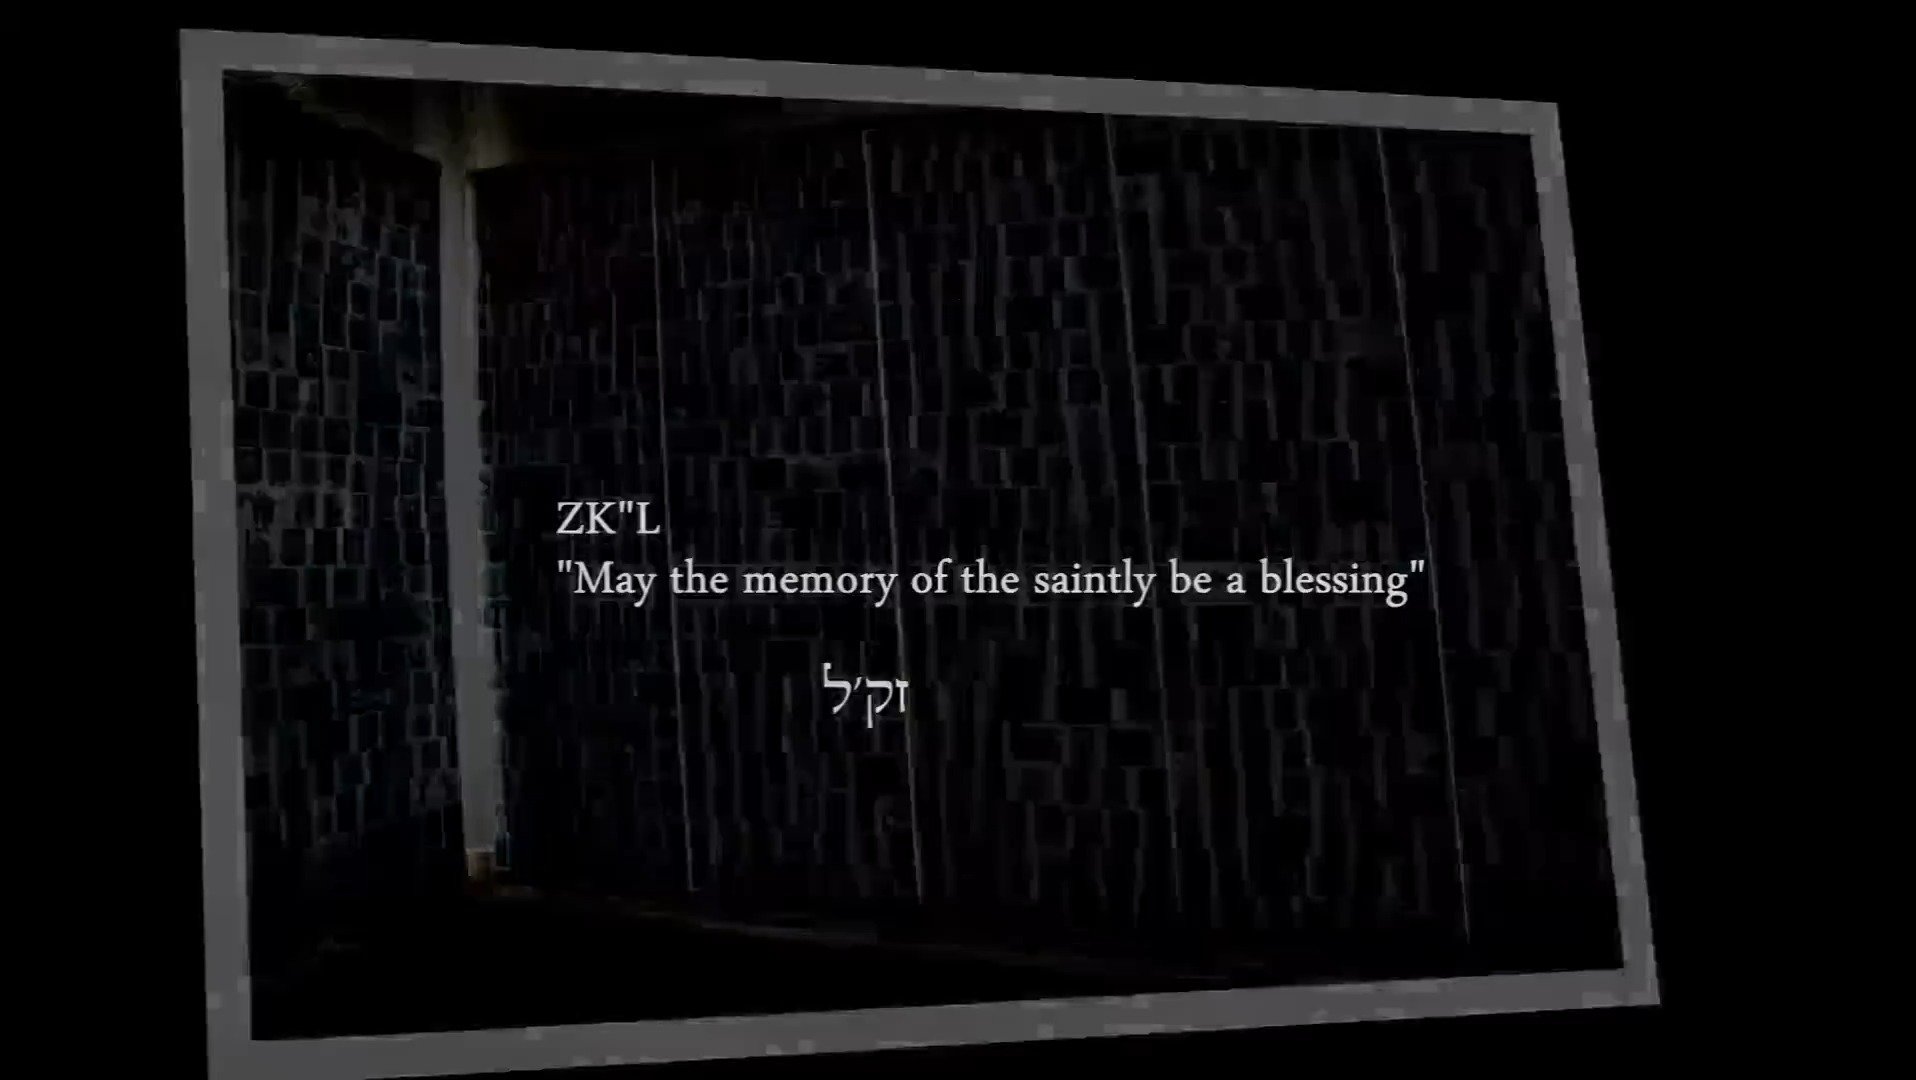 ZK"L
"May the memory of the saintly be a blessing"
זק׳ל